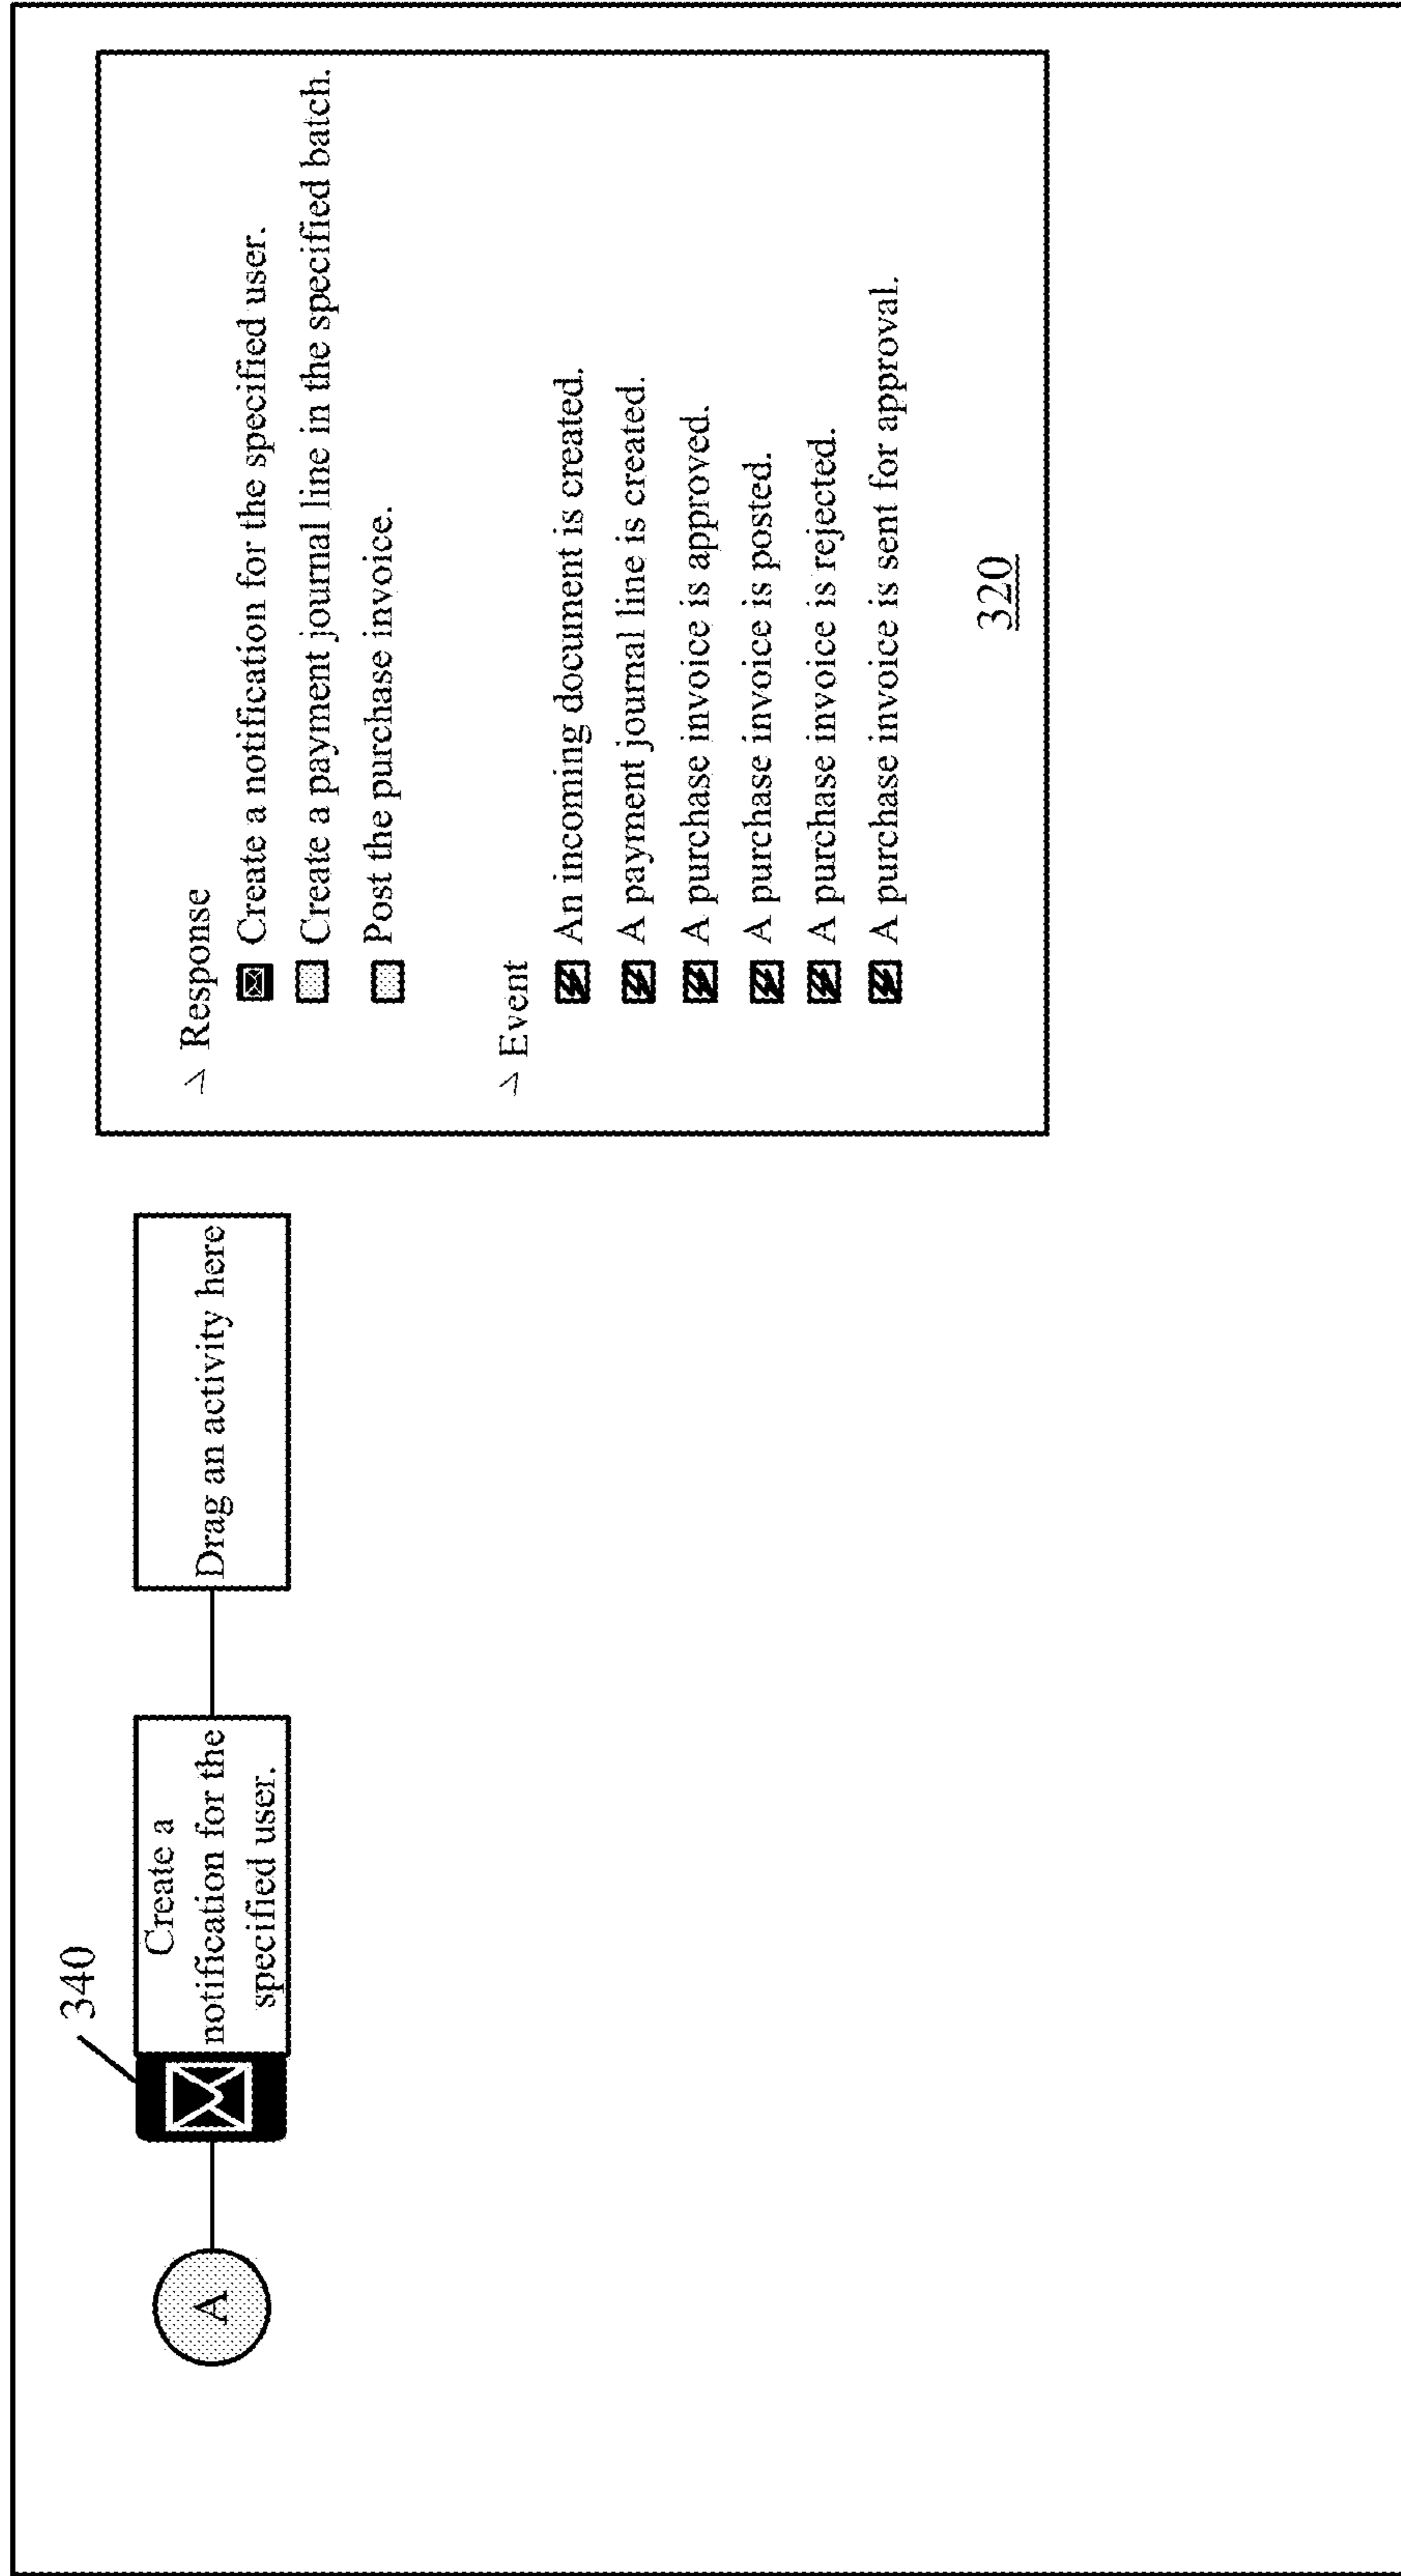 340
A
Create a
notification for the
specified user.
Drag an activity here
Response
Create a notification for the specified user.
Create a payment journal line in the specified batch.
Post the purchase invoice.
Event
An incoming document is created.
A payment journal line is created.
A purchase invoice is approved.
A purchase invoice is posted.
A purchase invoice is rejected.
A purchase invoice is sent for approval.
320